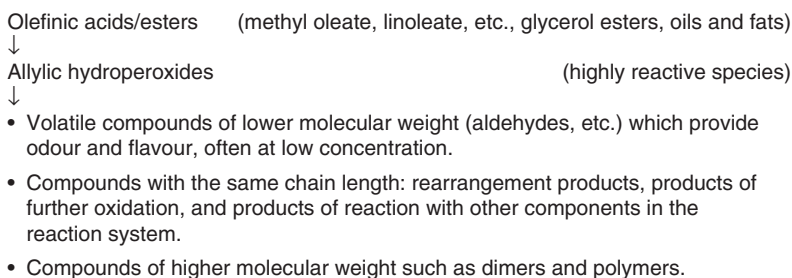 Olefinic acids/esters (methyl oleate, linoleate, etc., glycerol esters, oils and fats)
↓
Allylic hydroperoxides (highly reactive species)
↓
• Volatile compounds of lower molecular weight (aldehydes, etc.) which provide
odour and flavour, often at low concentration.
• Compounds with the same chain length: rearrangement products, products of
further oxidation, and products of reaction with other components in the
reaction system.
• Compounds of higher molecular weight such as dimers and polymers.